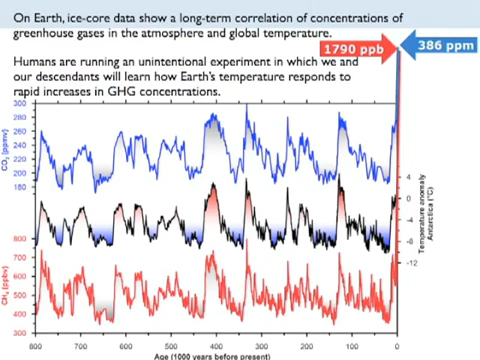 On Earth, ice-core data show a long-term correlation of concentrations of
greenhouse gases in the atmosphere and global temperature.
1790 ppb
386 ppm
Humans are running an unintentional experiment in which we and
our descendants will learn how Earth's temperature responds to
rapid increases in GHG concentrations.
300
280
260
240
220
200
180
CO₂ (ppmv)
4
0
-4
-8
-12
Temperature anomaly
Antarctica (°C)
800
700
600
500
400
300
CH₄ (ppbv)
800 700 600 500 400 300 200 100 0
Age (1000 years before present)